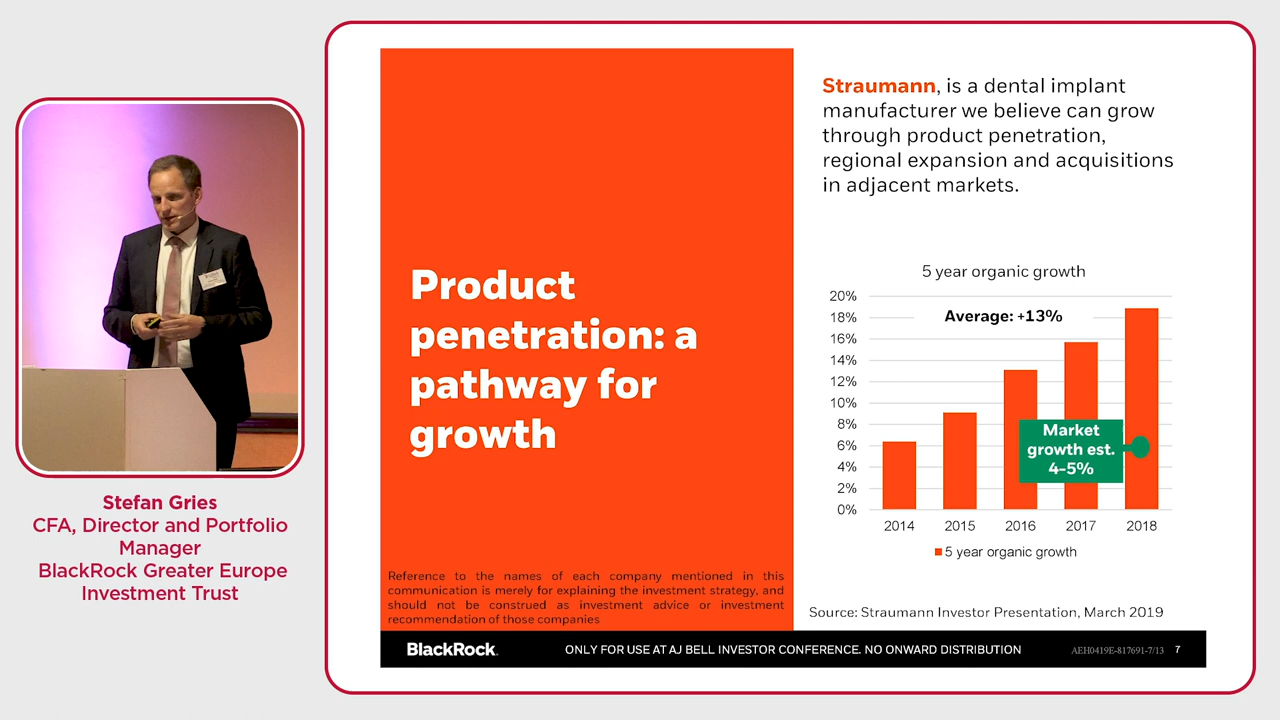 Stefan Gries
CFA, Director and Portfolio
Manager
BlackRock Greater Europe
Investment Trust
Product
penetration: a
pathway for
growth
Reference to the names of each company mentioned in this
communication is merely for explaining the investment strategy, and
should not be construed as investment advice or investment
recommendation of those companies
Straumann, is a dental implant
manufacturer we believe can grow
through product penetration,
regional expansion and acquisitions
in adjacent markets.
5 year organic growth
20%
18%
16%
14%
12%
10%
8%
6%
4%
2%
0%
Average: +13%
Market
growth est.
4-5%
2014 2015 2016 2017 2018
5 year organic growth
Source: Straumann Investor Presentation, March 2019
BlackRock. ONLY FOR USE AT AJ BELL INVESTOR CONFERENCE. NO ONWARD DISTRIBUTION AEH0419E-817691-7/13 7